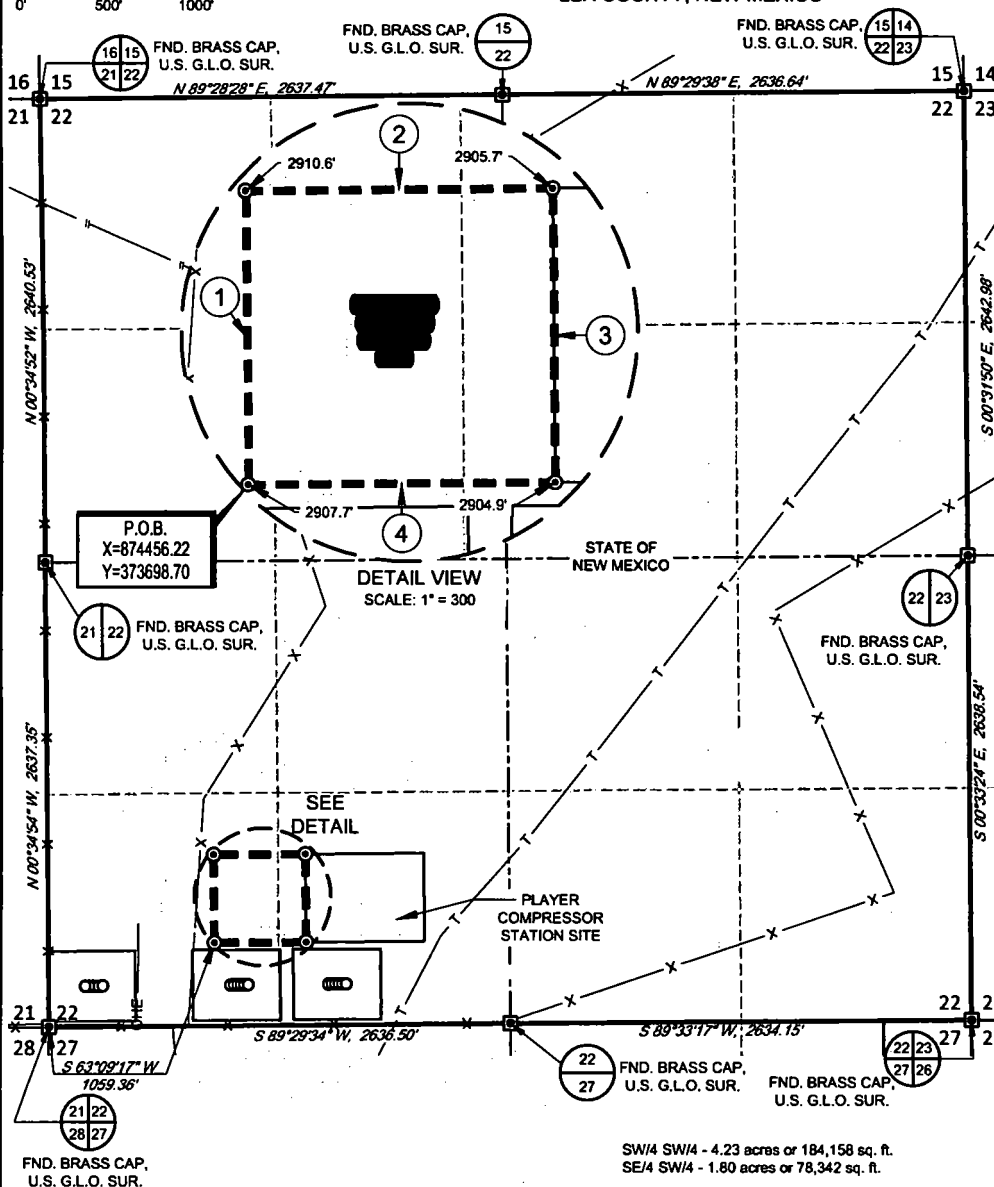 0' 500' 1000'
16 15
21 22
FND. BRASS CAP,
U.S. G.L.O. SUR.
FND. BRASS CAP,
U.S. G.L.O. SUR.
15
22
FND. BRASS CAP,
U.S. G.L.O. SUR.
15 14
22 23
16 15
21 22
N 89°28'28" E, 2637.47'
N 89°29'38" E, 2636.64'
15 14
22 23
2
2910.6'
2905.7'
1
3
N 00°34'52" W, 2640.53'
S 00°31'50" E, 2642.98'
2907.7'
2904.9'
4
P.O.B.
X=874456.22
Y=373698.70
DETAIL VIEW
SCALE: 1" = 300
STATE OF
NEW MEXICO
21 22
FND. BRASS CAP,
U.S. G.L.O. SUR.
22 23
FND. BRASS CAP,
U.S. G.L.O. SUR.
N 00°34'54" W, 2637.35'
S 00°33'24" E, 2638.54'
SEE
DETAIL
PLAYER
COMPRESSOR
STATION SITE
OHE
21 22
28 27
S 89°29'34" W, 2636.50'
S 89°33'17" W, 2634.15'
22 2
27 2
S 63°09'17" W
1059.36'
22
27
FND. BRASS CAP,
U.S. G.L.O. SUR.
22 23
27 26
FND. BRASS CAP,
U.S. G.L.O. SUR.
21 22
28 27
FND. BRASS CAP,
U.S. G.L.O. SUR.
SW/4 SW/4 - 4.23 acres or 184,158 sq. ft.
SE/4 SW/4 - 1.80 acres or 78,342 sq. ft.